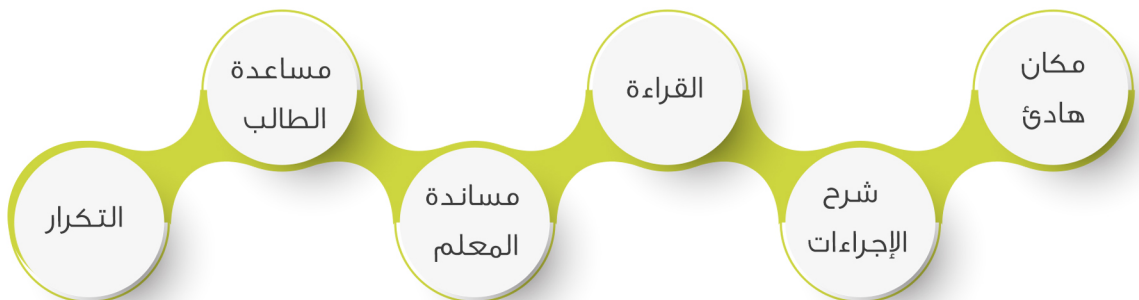 مكان
هادئ
شرح
الإجراءات
القراءة
مساندة
المعلم
مساعدة
الطالب
التكرار